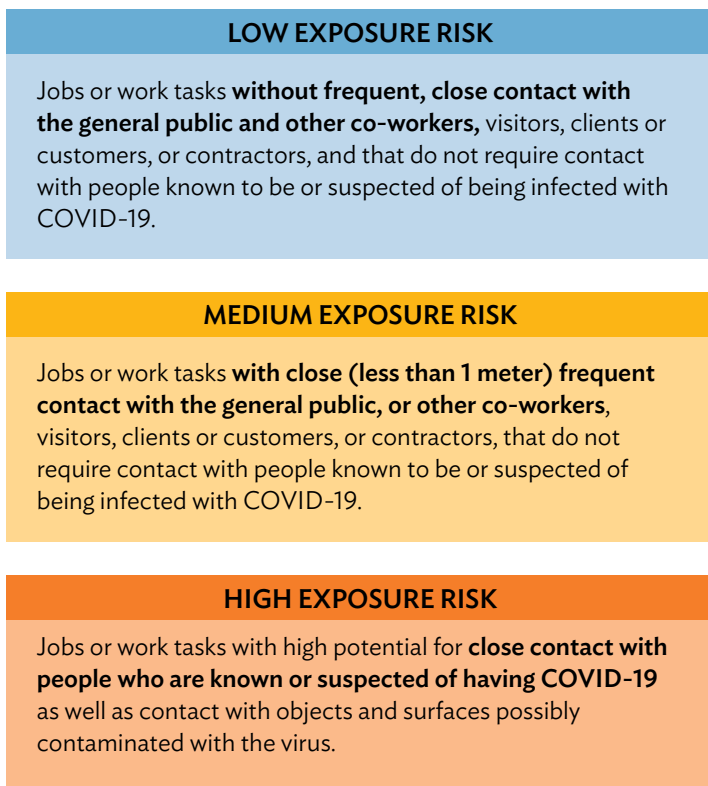 LOW EXPOSURE RISK
Jobs or work tasks without frequent, close contact with
the general public and other co-workers, visitors, clients or
customers, or contractors, and that do not require contact
with people known to be or suspected of being infected with
COVID-19.
MEDIUM EXPOSURE RISK
Jobs or work tasks with close (less than 1 meter) frequent
contact with the general public, or other co-workers,
visitors, clients or customers, or contractors, that do not
require contact with people known to be or suspected of
being infected with COVID-19.
HIGH EXPOSURE RISK
Jobs or work tasks with high potential for close contact with
people who are known or suspected of having COVID-19
as well as contact with objects and surfaces possibly
contaminated with the virus.